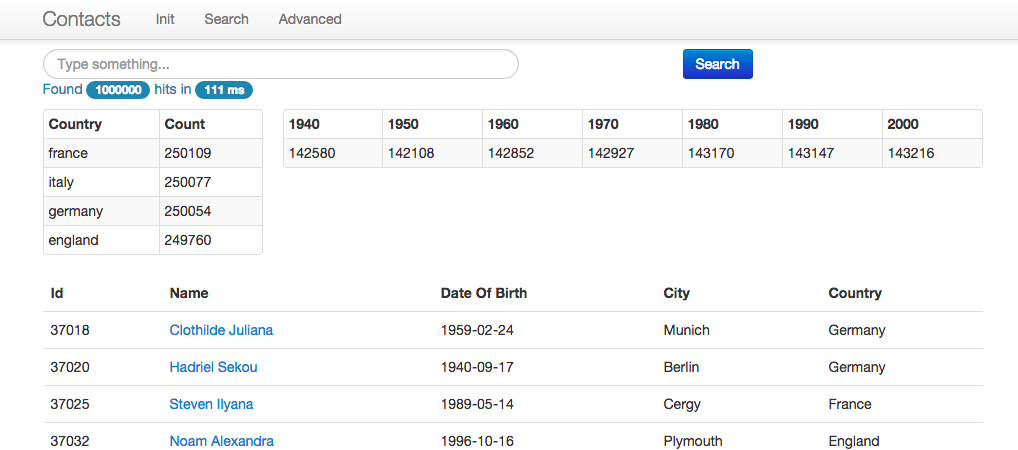 Contacts Init Search Advanced
Type something... Search
Found 1000000 hits in 111 ms
Country Count
france 250109
italy 250077
germany 250054
england 249760
1940 1950 1960 1970 1980 1990 2000
142580 142108 142852 142927 143170 143147 143216
Id Name Date Of Birth City Country
37018 Clothilde Juliana 1959-02-24 Munich Germany
37020 Hadriel Sekou 1940-09-17 Berlin Germany
37025 Steven Ilyana 1989-05-14 Cergy France
37032 Noam Alexandra 1996-10-16 Plymouth England